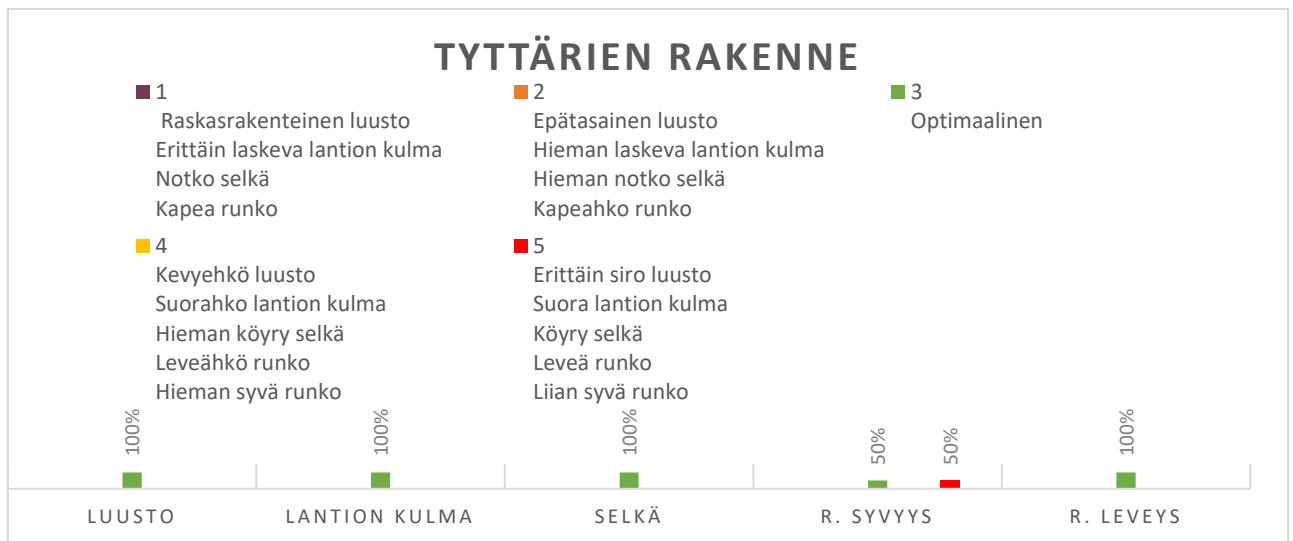 TYTTÄRIEN RAKENNE
1
Raskasrakenteinen luusto
Erittäin laskeva lantion kulma
Notko selkä
Kapea runko
2
Epätasainen luusto
Hieman laskeva lantion kulma
Hieman notko selkä
Kapeahko runko
3
Optimaalinen
4
Kevyehkö luusto
Suorahko lantion kulma
Hieman köyry selkä
Leveähkö runko
Hieman syvä runko
5
Erittäin siro luusto
Suora lantion kulma
Köyry selkä
Leveä runko
Liian syvä runko
100%
100%
100%
50%
50%
100%
LUUSTO
LANTION KULMA
SELKÄ
R. SYVYYS
R. LEVEYS